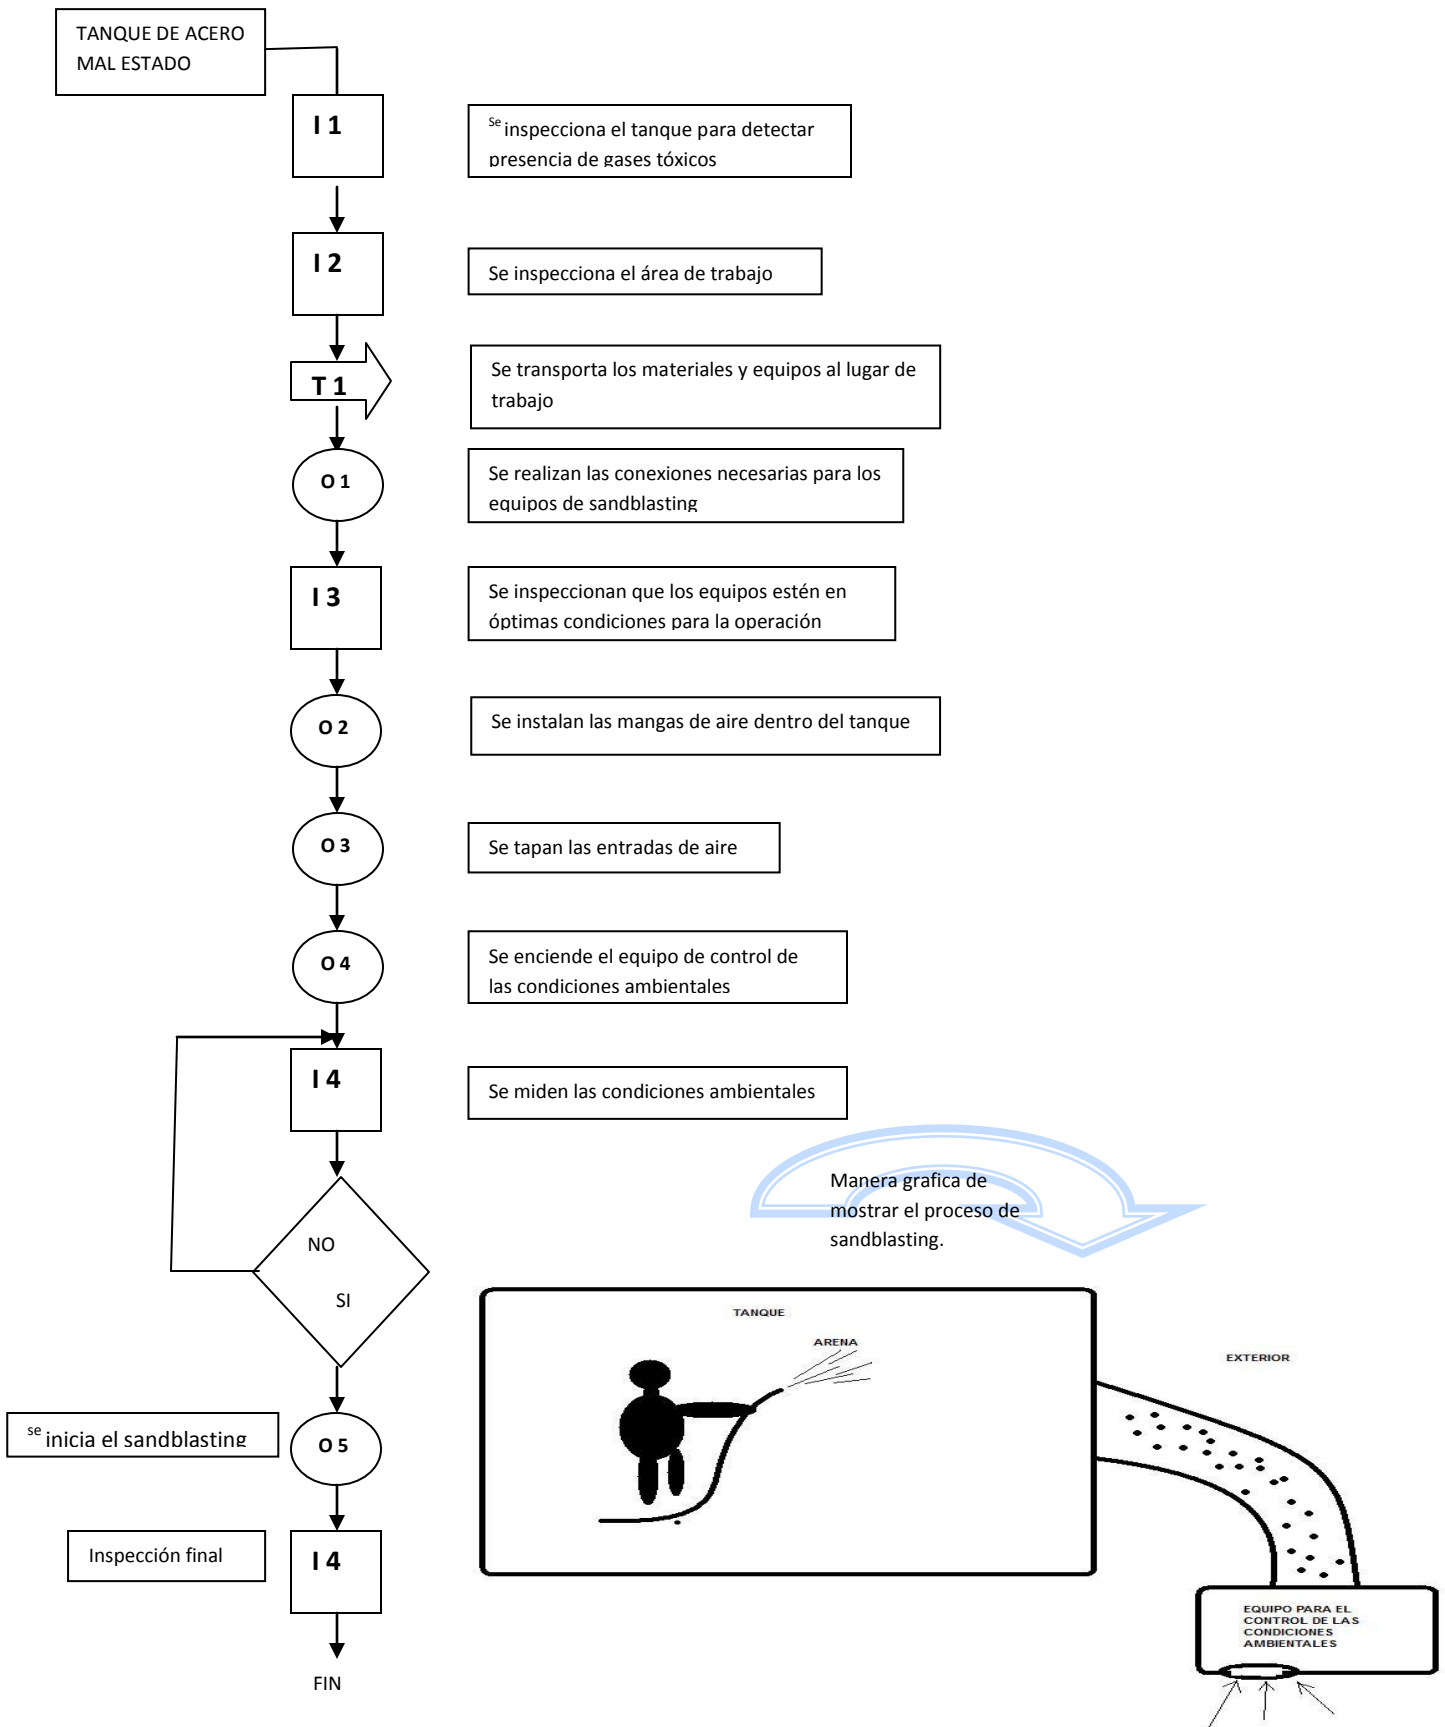 TANQUE DE ACERO
MAL ESTADO
I 1
Se inspecciona el tanque para detectar
presencia de gases tóxicos
I 2
Se inspecciona el área de trabajo
T 1
Se transporta los materiales y equipos al lugar de
trabajo
O 1
Se realizan las conexiones necesarias para los
equipos de sandblasting
I 3
Se inspeccionan que los equipos estén en
óptimas condiciones para la operación
O 2
Se instalan las mangas de aire dentro del tanque
O 3
Se tapan las entradas de aire
O 4
Se enciende el equipo de control de
las condiciones ambientales
I 4
Se miden las condiciones ambientales
NO
SI
Manera grafica de
mostrar el proceso de
sandblasting.
TANQUE
ARENA
EXTERIOR
se inicia el sandblasting
O 5
Inspección final
I 4
EQUIPO PARA EL
CONTROL DE LAS
CONDICIONES
AMBIENTALES
FIN